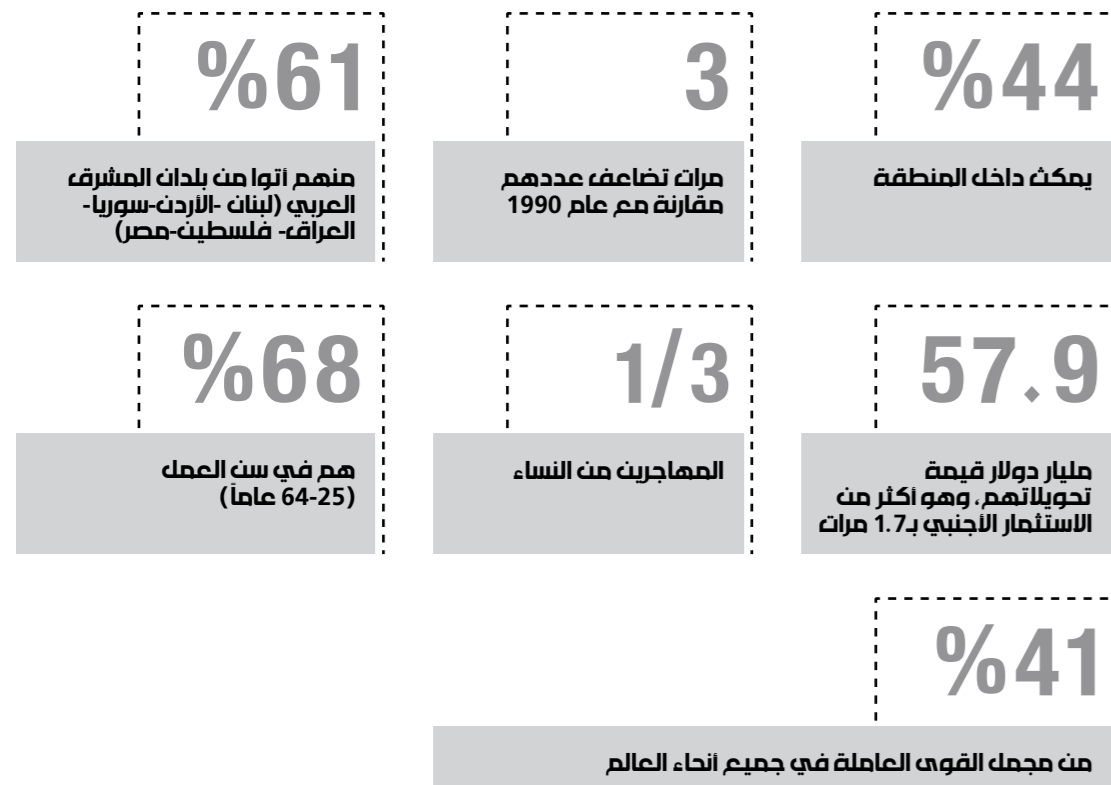 %44
يمكث داخل المنطقة
3
مرات تضاعف عددهم
مقارنة مع عام 1990
%61
منهم أتوا من بلدان المشرق
العربي (لبنان -الأردن-سوريا-
العراق- فلسطين-مصر)
57.9
مليار دولار قيمة
تحويلاتهم، وهو أكثر من
الاستثمار الأجنبي بـ1.7 مرات
1/3
المهاجرين من النساء
%68
هم في سن العمل
(25-64 عاماً)
%41
من مجمل القوى العاملة في جميع أنحاء العالم